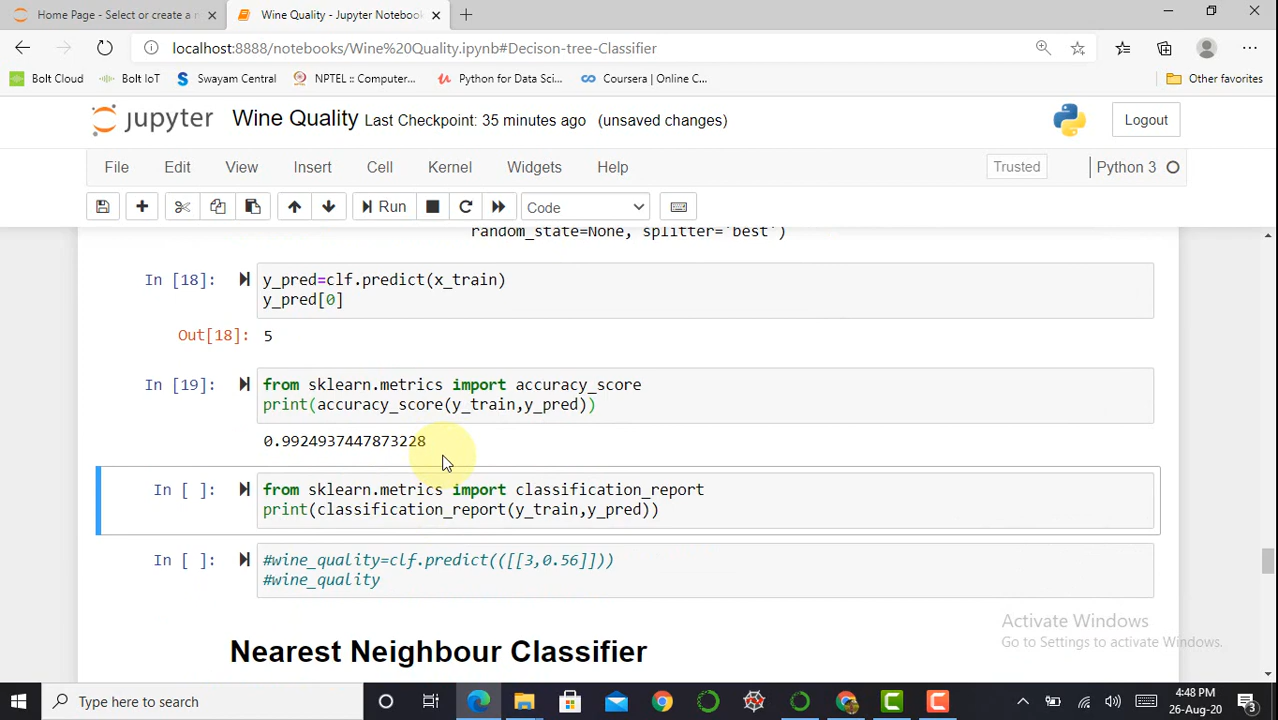 Home Page - Select or create a n
Wine Quality - Jupyter Notebook
localhost:8888/notebooks/Wine%20Quality.ipynb#Decison-tree-Classifier
Bolt Cloud
Bolt IoT
Swayam Central
NPTEL :: Computer...
Python for Data Sci...
Coursera | Online C...
Other favorites
jupyter Wine Quality Last Checkpoint: 35 minutes ago (unsaved changes)
Logout
File Edit View Insert Cell Kernel Widgets Help
Trusted
Python 3
Run
Code
random_state=None, splitter='best')
In [18]: y_pred=clf.predict(x_train)
y_pred[0]
Out[18]: 5
In [19]: from sklearn.metrics import accuracy_score
print(accuracy_score(y_train,y_pred))
0.9924937447873228
In [ ]: from sklearn.metrics import classification_report
print(classification_report(y_train,y_pred))
In [ ]: #wine_quality=clf.predict(([[3,0.56]]))
#wine_quality
Nearest Neighbour Classifier
Activate Windows
Go to Settings to activate Windows.
Type here to search
4:48 PM
26-Aug-20
3